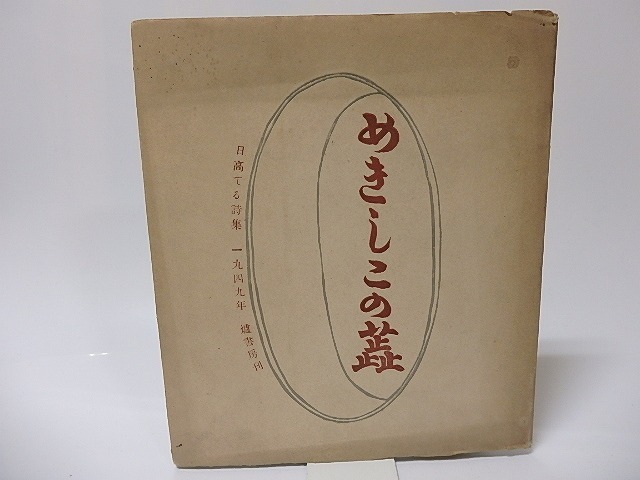 めきしこの蕋
日高てる詩集 一九四九年 爐書房刊